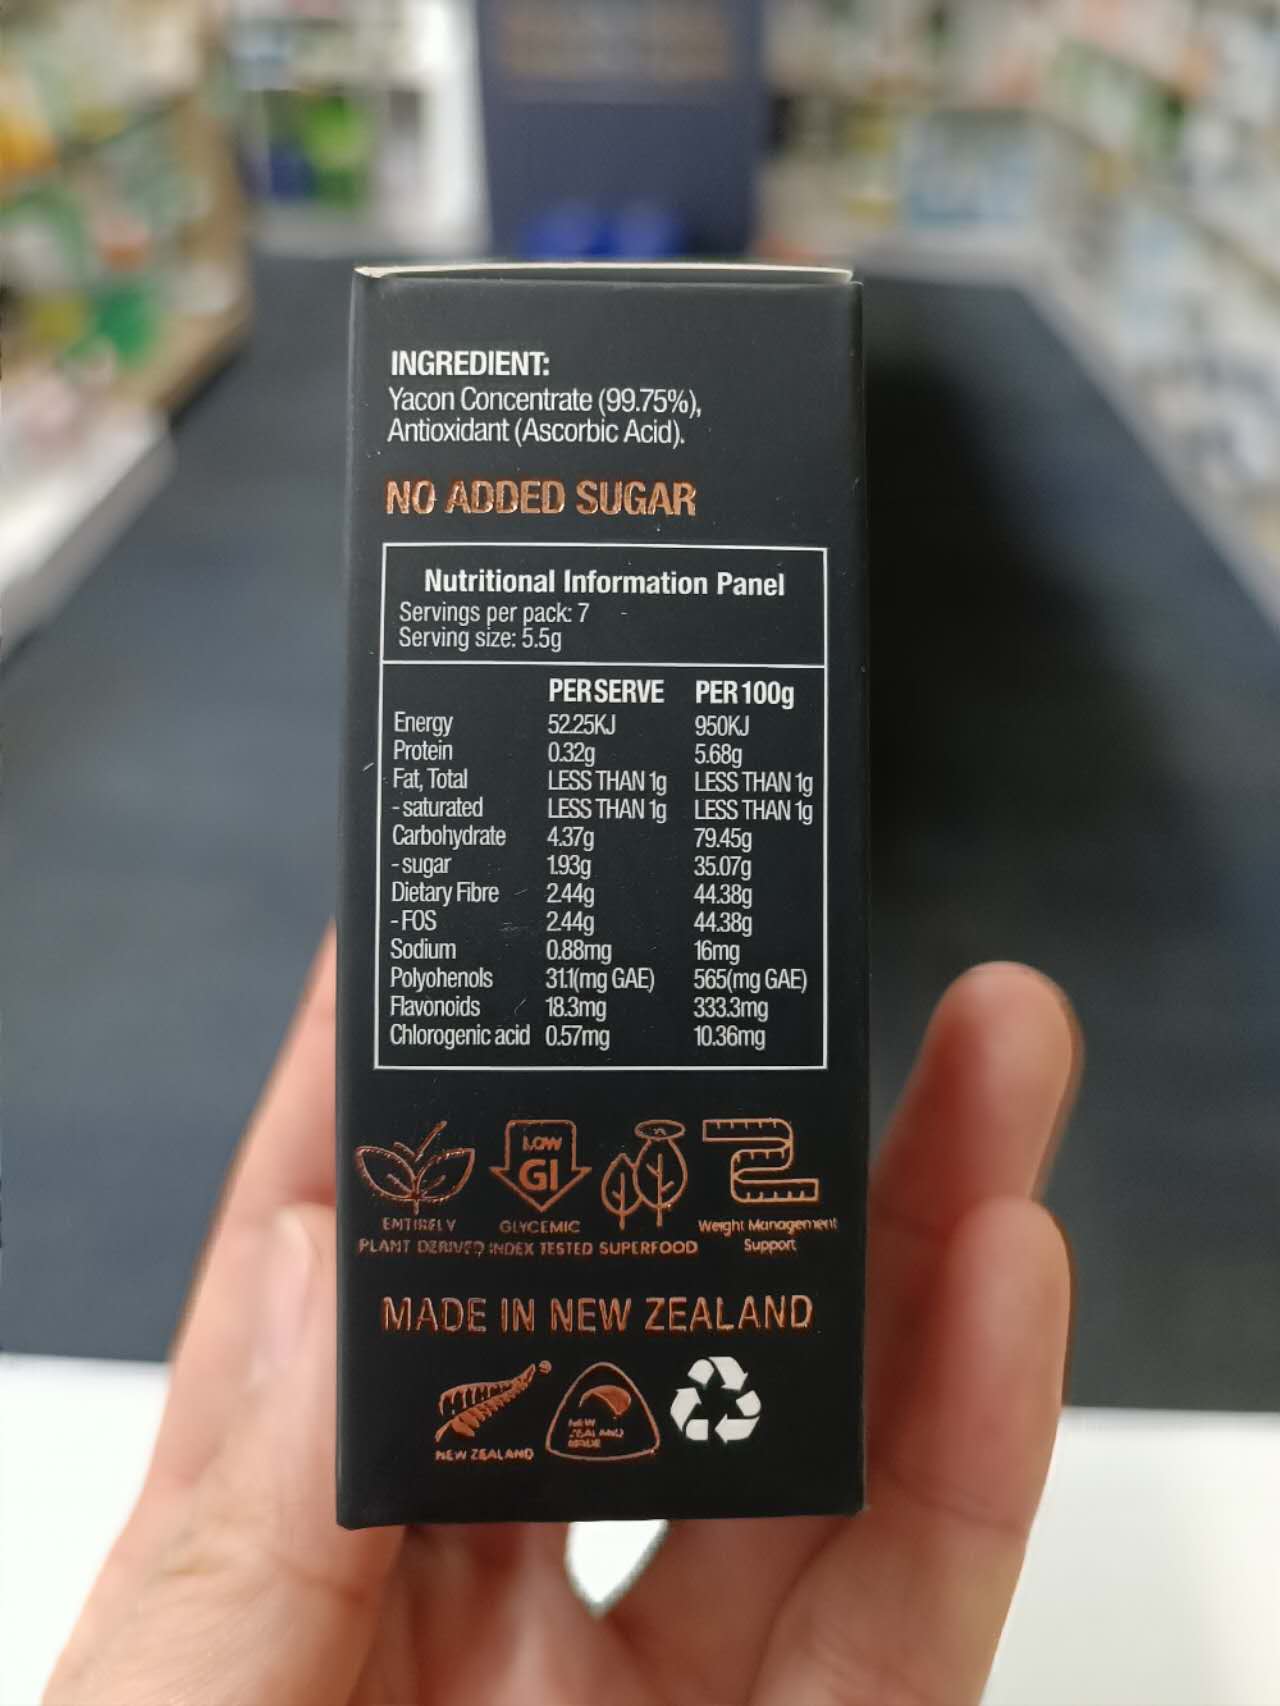 INGREDIENT:
Yacon Concentrate (99.75%),
Antioxidant (Ascorbic Acid).
NO ADDED SUGAR
Nutritional Information Panel
Servings per pack: 7
Serving size: 5.5g
PER SERVE PER 100g
Energy 52.25KJ 950KJ
Protein 0.32g 5.68g
Fat, Total LESS THAN 1g LESS THAN 1g
- saturated LESS THAN 1g LESS THAN 1g
Carbohydrate 4.37g 79.45g
- sugar 1.93g 35.07g
Dietary Fibre 2.44g 44.38g
- FOS 2.44g 44.38g
Sodium 0.88mg 16mg
Polyohenols 31.1(mg GAE) 565(mg GAE)
Flavonoids 18.3mg 333.3mg
Chlorogenic acid 0.57mg 10.36mg
LOW
GI
ENTIRELY GLYCEMIC Weight Management
PLANT DERIVED INDEX TESTED SUPERFOOD Support
MADE IN NEW ZEALAND
NEW
ZEALAND
MADE
NEW ZEALAND